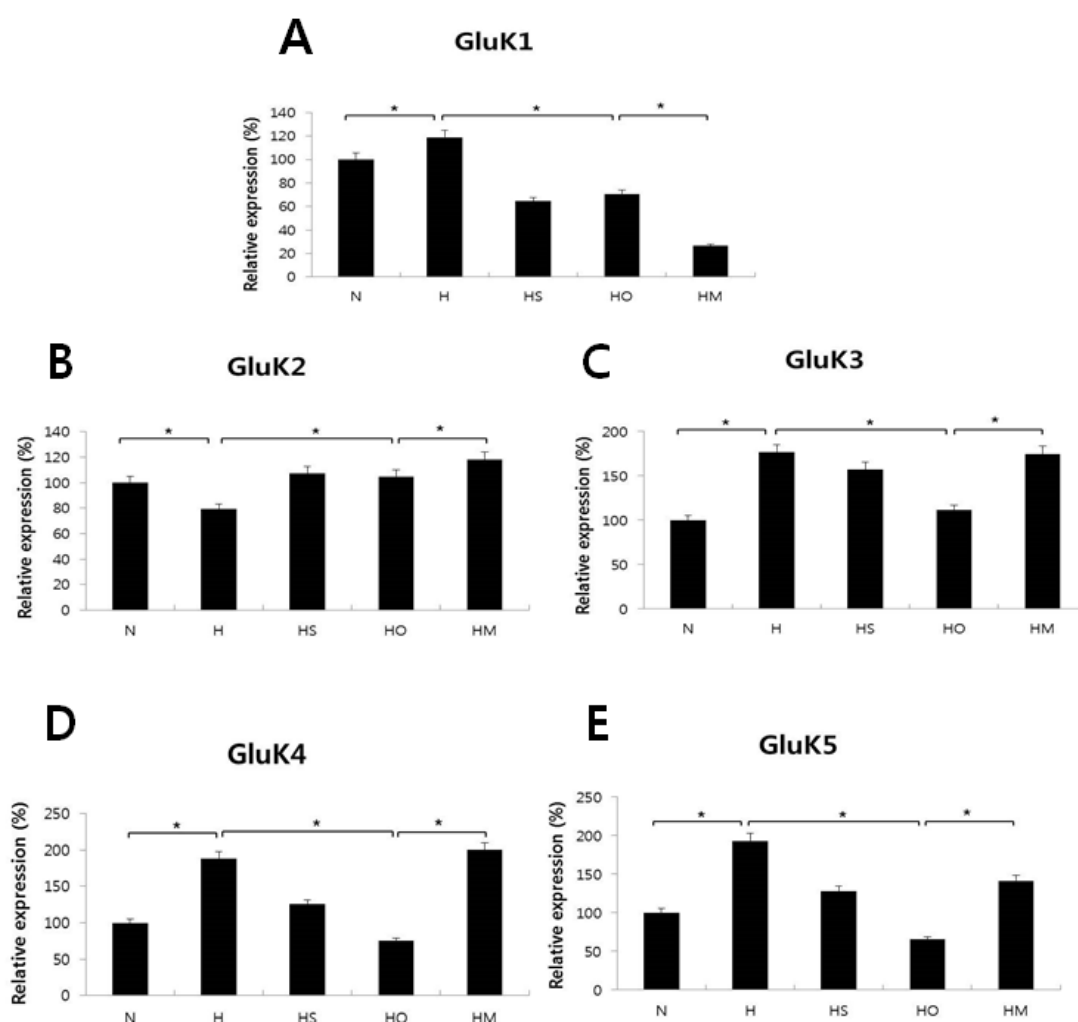 A
GluK1
Relative expression (%)
140
120
100
80
60
40
20
0
* * *
N H HS HO HM
B
GluK2
Relative expression (%)
140
120
100
80
60
40
20
0
* * *
N H HS HO HM
C
GluK3
Relative expression (%)
200
150
100
50
0
* * *
N H HS HO HM
D
GluK4
Relative expression (%)
250
200
150
100
50
0
* * *
N H HS HO HM
E
GluK5
Relative expression (%)
250
200
150
100
50
0
* * *
N H HS HO HM